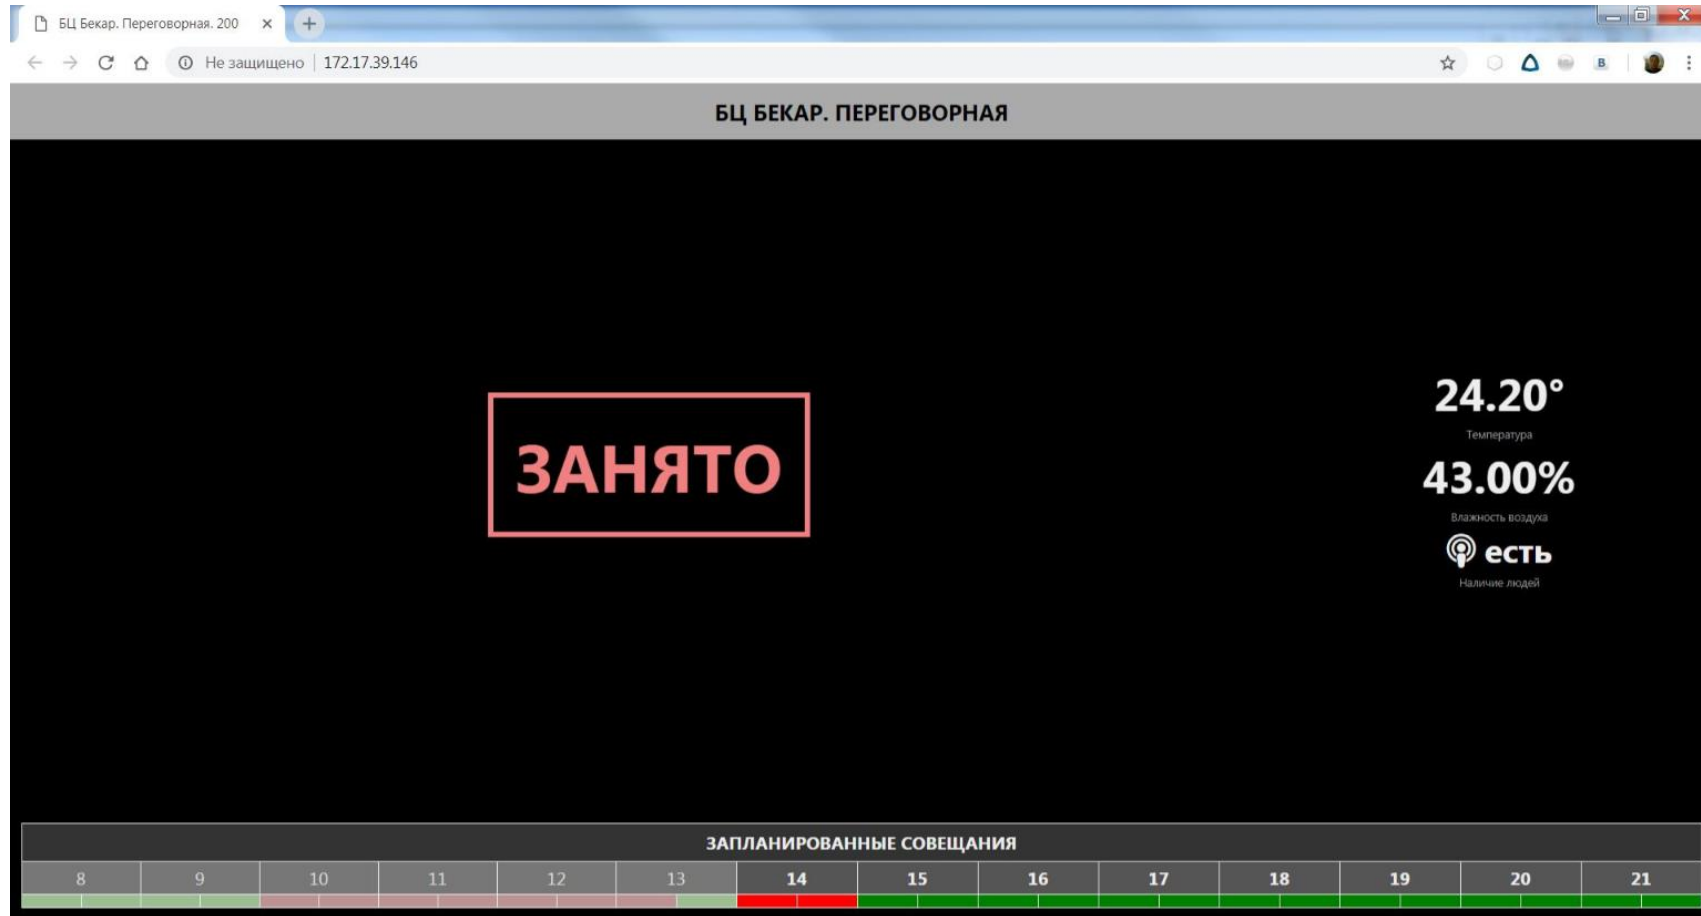 БЦ Бекар. Переговорная. 200
Не защищено | 172.17.39.146
В
БЦ БЕКАР. ПЕРЕГОВОРНАЯ
ЗАНЯТО
24.20°
Температура
43.00%
Влажность воздуха
есть
Наличие людей
ЗАПЛАНИРОВАННЫЕ СОВЕЩАНИЯ
8 9 10 11 12 13 14 15 16 17 18 19 20 21